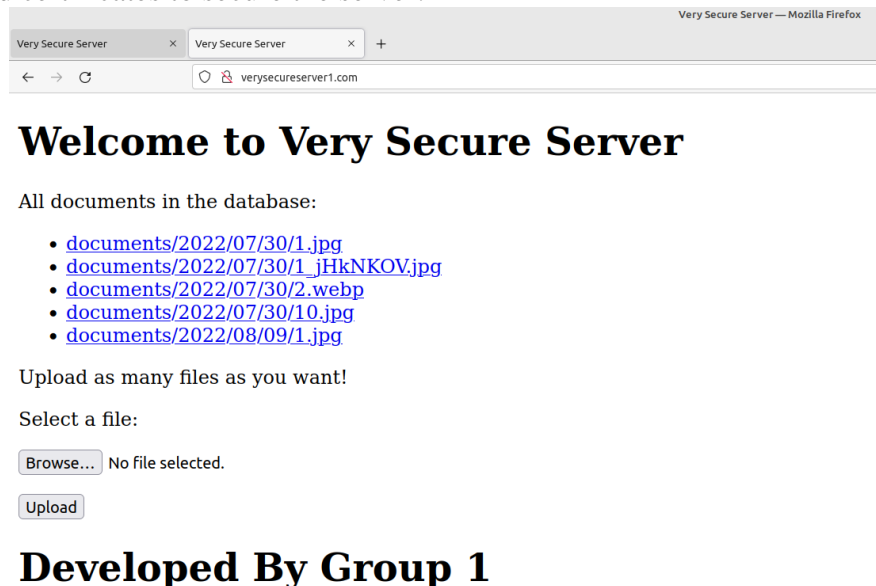 Very Secure Server — Mozilla Firefox
Very Secure Server × Very Secure Server × +
verysecureserver1.com
Welcome to Very Secure Server
All documents in the database:
• documents/2022/07/30/1.jpg
• documents/2022/07/30/1_jHkNKOV.jpg
• documents/2022/07/30/2.webp
• documents/2022/07/30/10.jpg
• documents/2022/08/09/1.jpg
Upload as many files as you want!
Select a file:
Browse... No file selected.
Upload
Developed By Group 1